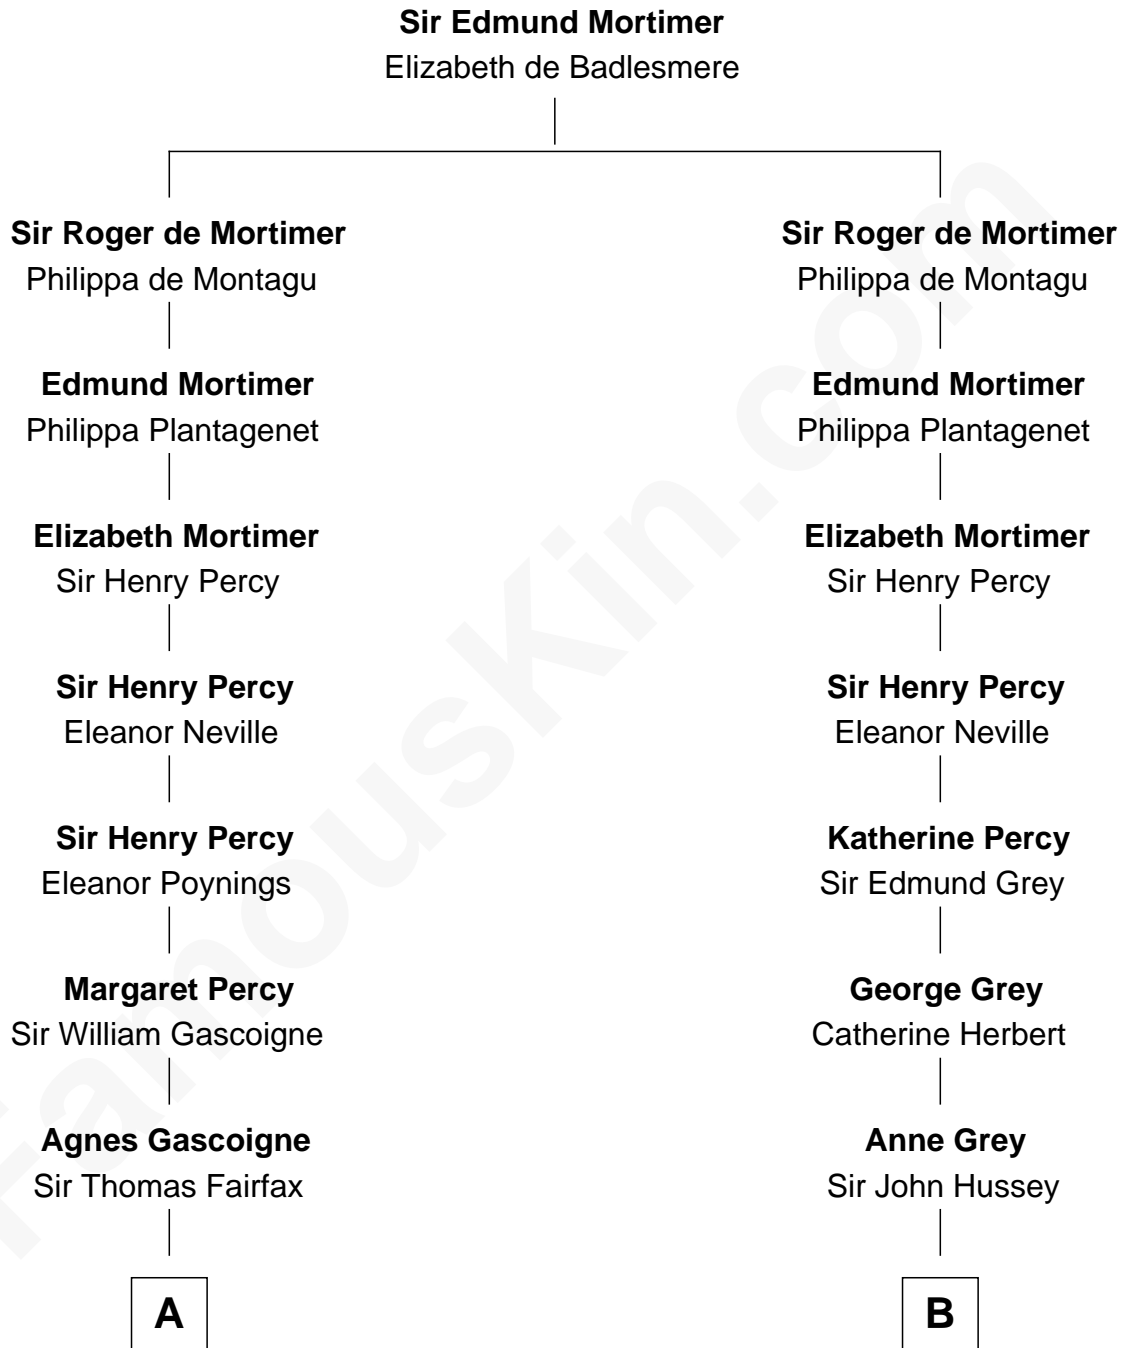 Sir Edmund Mortimer
Elizabeth de Badlesmere
Sir Roger de Mortimer
Philippa de Montagu
Edmund Mortimer
Philippa Plantagenet
Elizabeth Mortimer
Sir Henry Percy
Sir Henry Percy
Eleanor Neville
Sir Henry Percy
Eleanor Poynings
Margaret Percy
Sir William Gascoigne
Agnes Gascoigne
Sir Thomas Fairfax
A
Sir Roger de Mortimer
Philippa de Montagu
Edmund Mortimer
Philippa Plantagenet
Elizabeth Mortimer
Sir Henry Percy
Sir Henry Percy
Eleanor Neville
Katherine Percy
Sir Edmund Grey
George Grey
Catherine Herbert
Anne Grey
Sir John Hussey
B
FamousKin.com